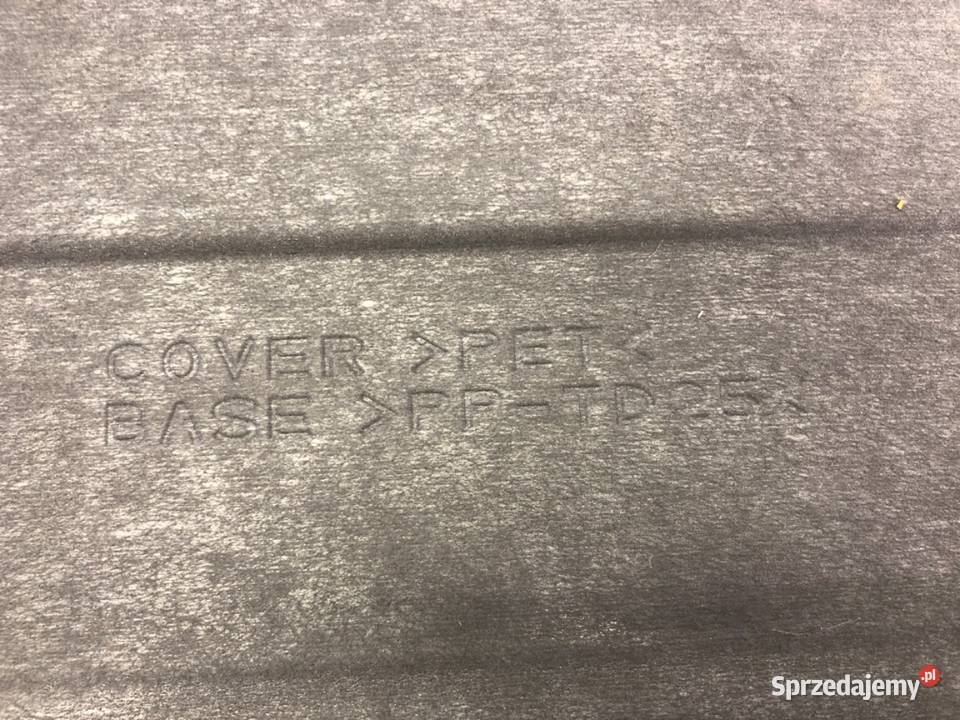 COVER >PET<
BASE >PP-TD25<
Sprzedajemy.pl